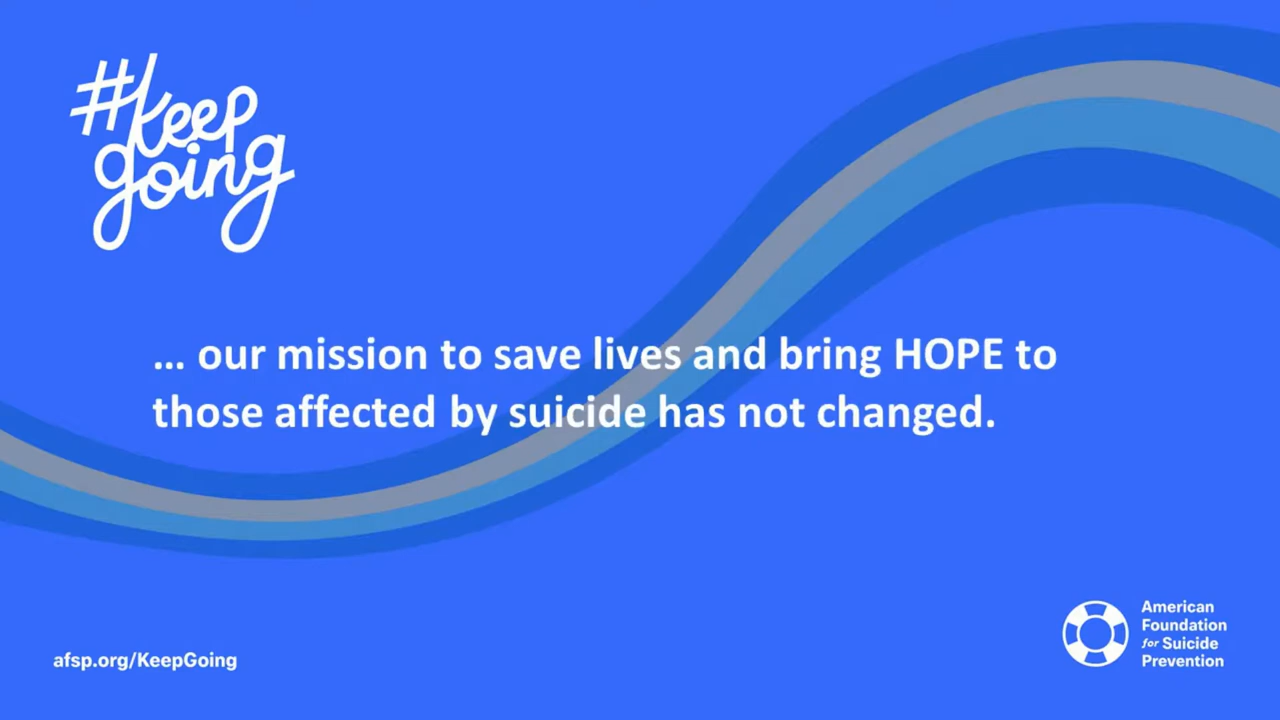 #keep
going
... our mission to save lives and bring HOPE to
those affected by suicide has not changed.
afsp.org/KeepGoing
American
Foundation
for Suicide
Prevention